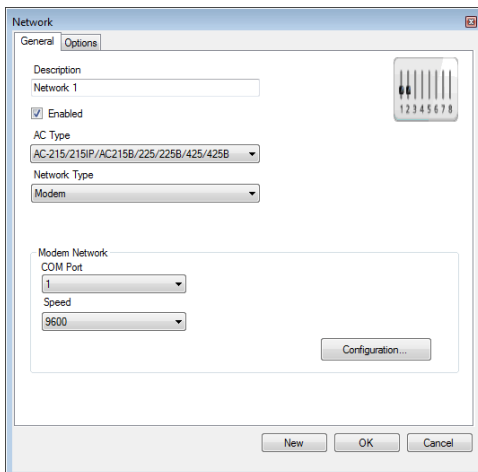 Network
General Options
Description
Network 1
Enabled
AC Type
AC-215/215IP/AC215B/225/225B/425/425B
Network Type
Modem
12345678
Modem Network
COM Port
1
Speed
9600
Configuration...
New OK Cancel